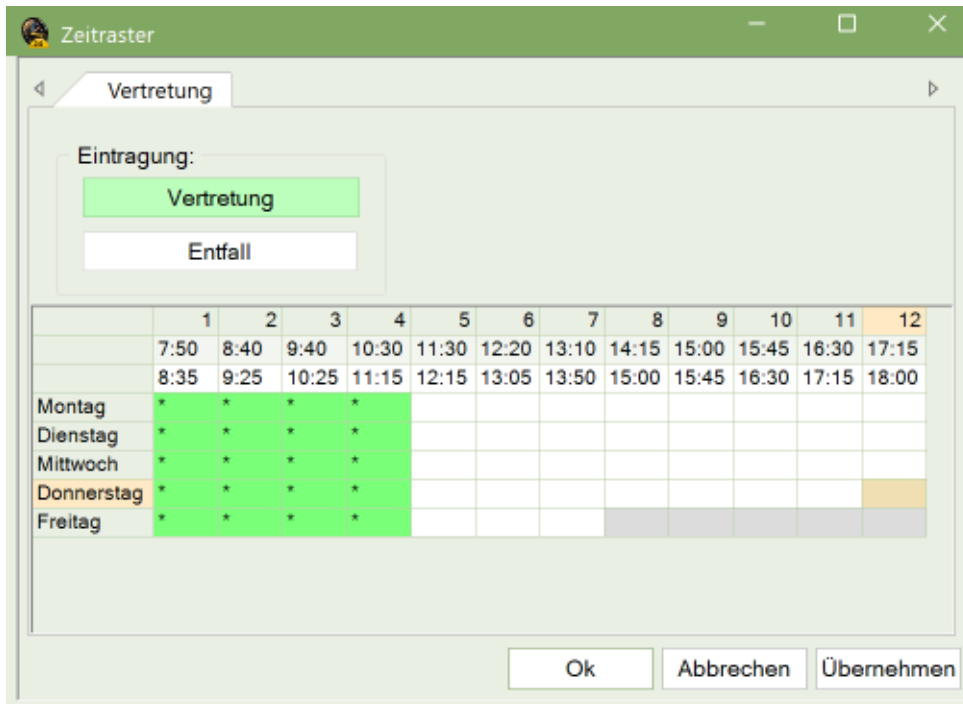 Zeitraster
Vertretung
Eintragung:
Vertretung
Entfall
1 2 3 4 5 6 7 8 9 10 11 12
7:50 8:40 9:40 10:30 11:30 12:20 13:10 14:15 15:00 15:45 16:30 17:15
8:35 9:25 10:25 11:15 12:15 13:05 13:50 15:00 15:45 16:30 17:15 18:00
Montag * * * *
Dienstag * * * *
Mittwoch * * * *
Donnerstag * * * *
Freitag * * * *
Ok Abbrechen Übernehmen